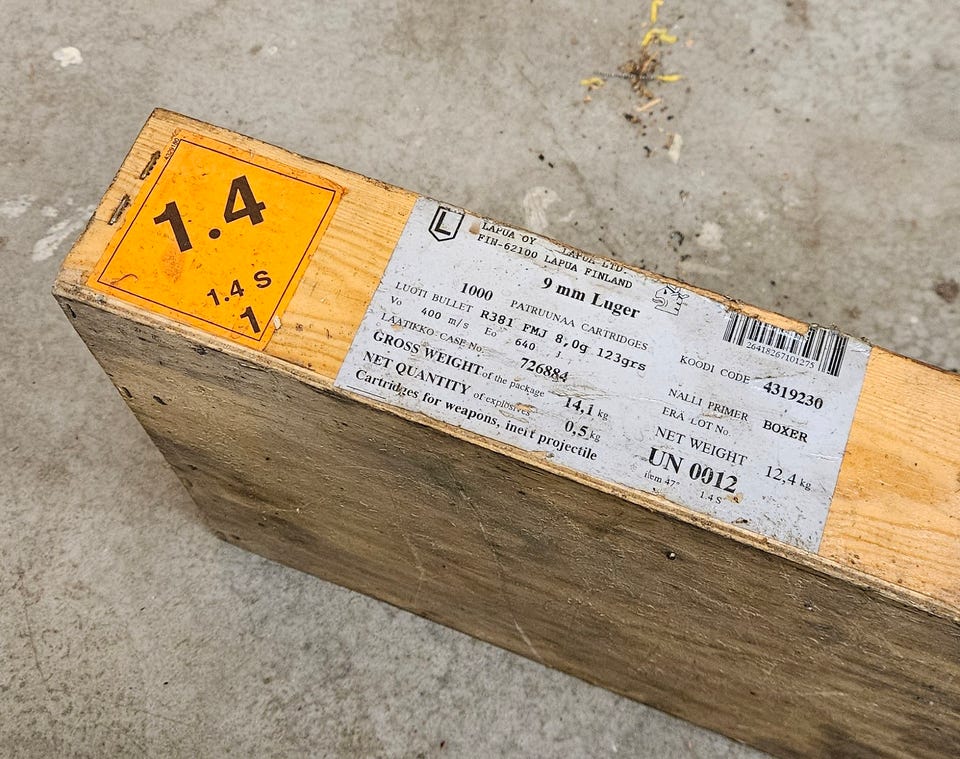 1.4
1.4 S
1
L
LAPUA OY LAPUA LTD.
FIN-62100 LAPUA FINLAND
9 mm Luger
1000 PATRUUNAA CARTRIDGES
LUOTI BULLET R381 FMJ 8,0g 123grs
Vo 400 m/s Eo 640 J
LAATIKKO CASE No. 726884
GROSS WEIGHT of the package 14,1 kg
NET QUANTITY of explosives 0,5 kg
Cartridges for weapons, inert projectile
26418267101275
KOODI CODE 4319230
NALLI PRIMER BOXER
ERÄ LOT No.
NET WEIGHT 12,4 kg
UN 0012
item 47° 1.4 S